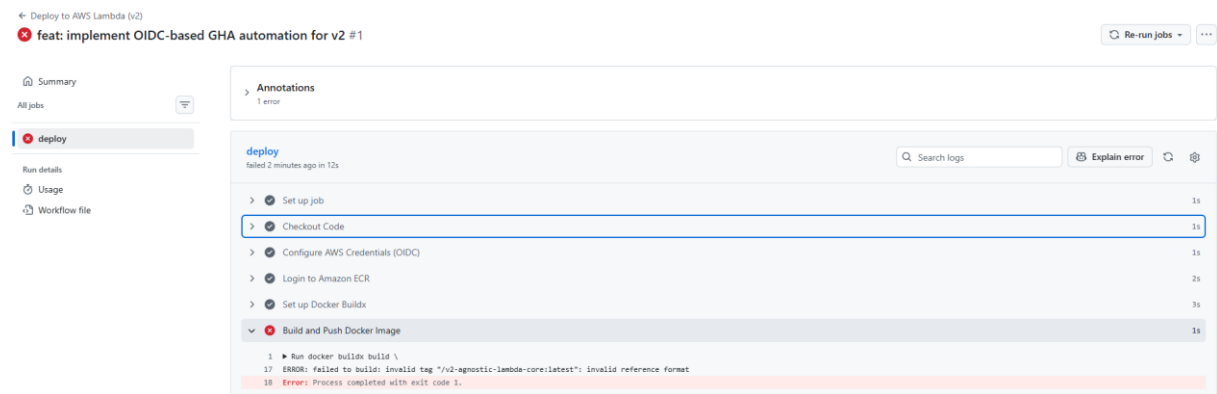 ← Deploy to AWS Lambda (v2)
feat: implement OIDC-based GHA automation for v2 #1
Re-run jobs
Summary
All jobs
deploy
Run details
Usage
Workflow file
Annotations
1 error
deploy
failed 2 minutes ago in 12s
Search logs
Explain error
Set up job 1s
Checkout Code 1s
Configure AWS Credentials (OIDC) 1s
Login to Amazon ECR 2s
Set up Docker Buildx 3s
Build and Push Docker Image 1s
1 ▶ Run docker buildx build \
17 ERROR: failed to build: invalid tag "/v2-agnostic-lambda-core:latest": invalid reference format
18 Error: Process completed with exit code 1.